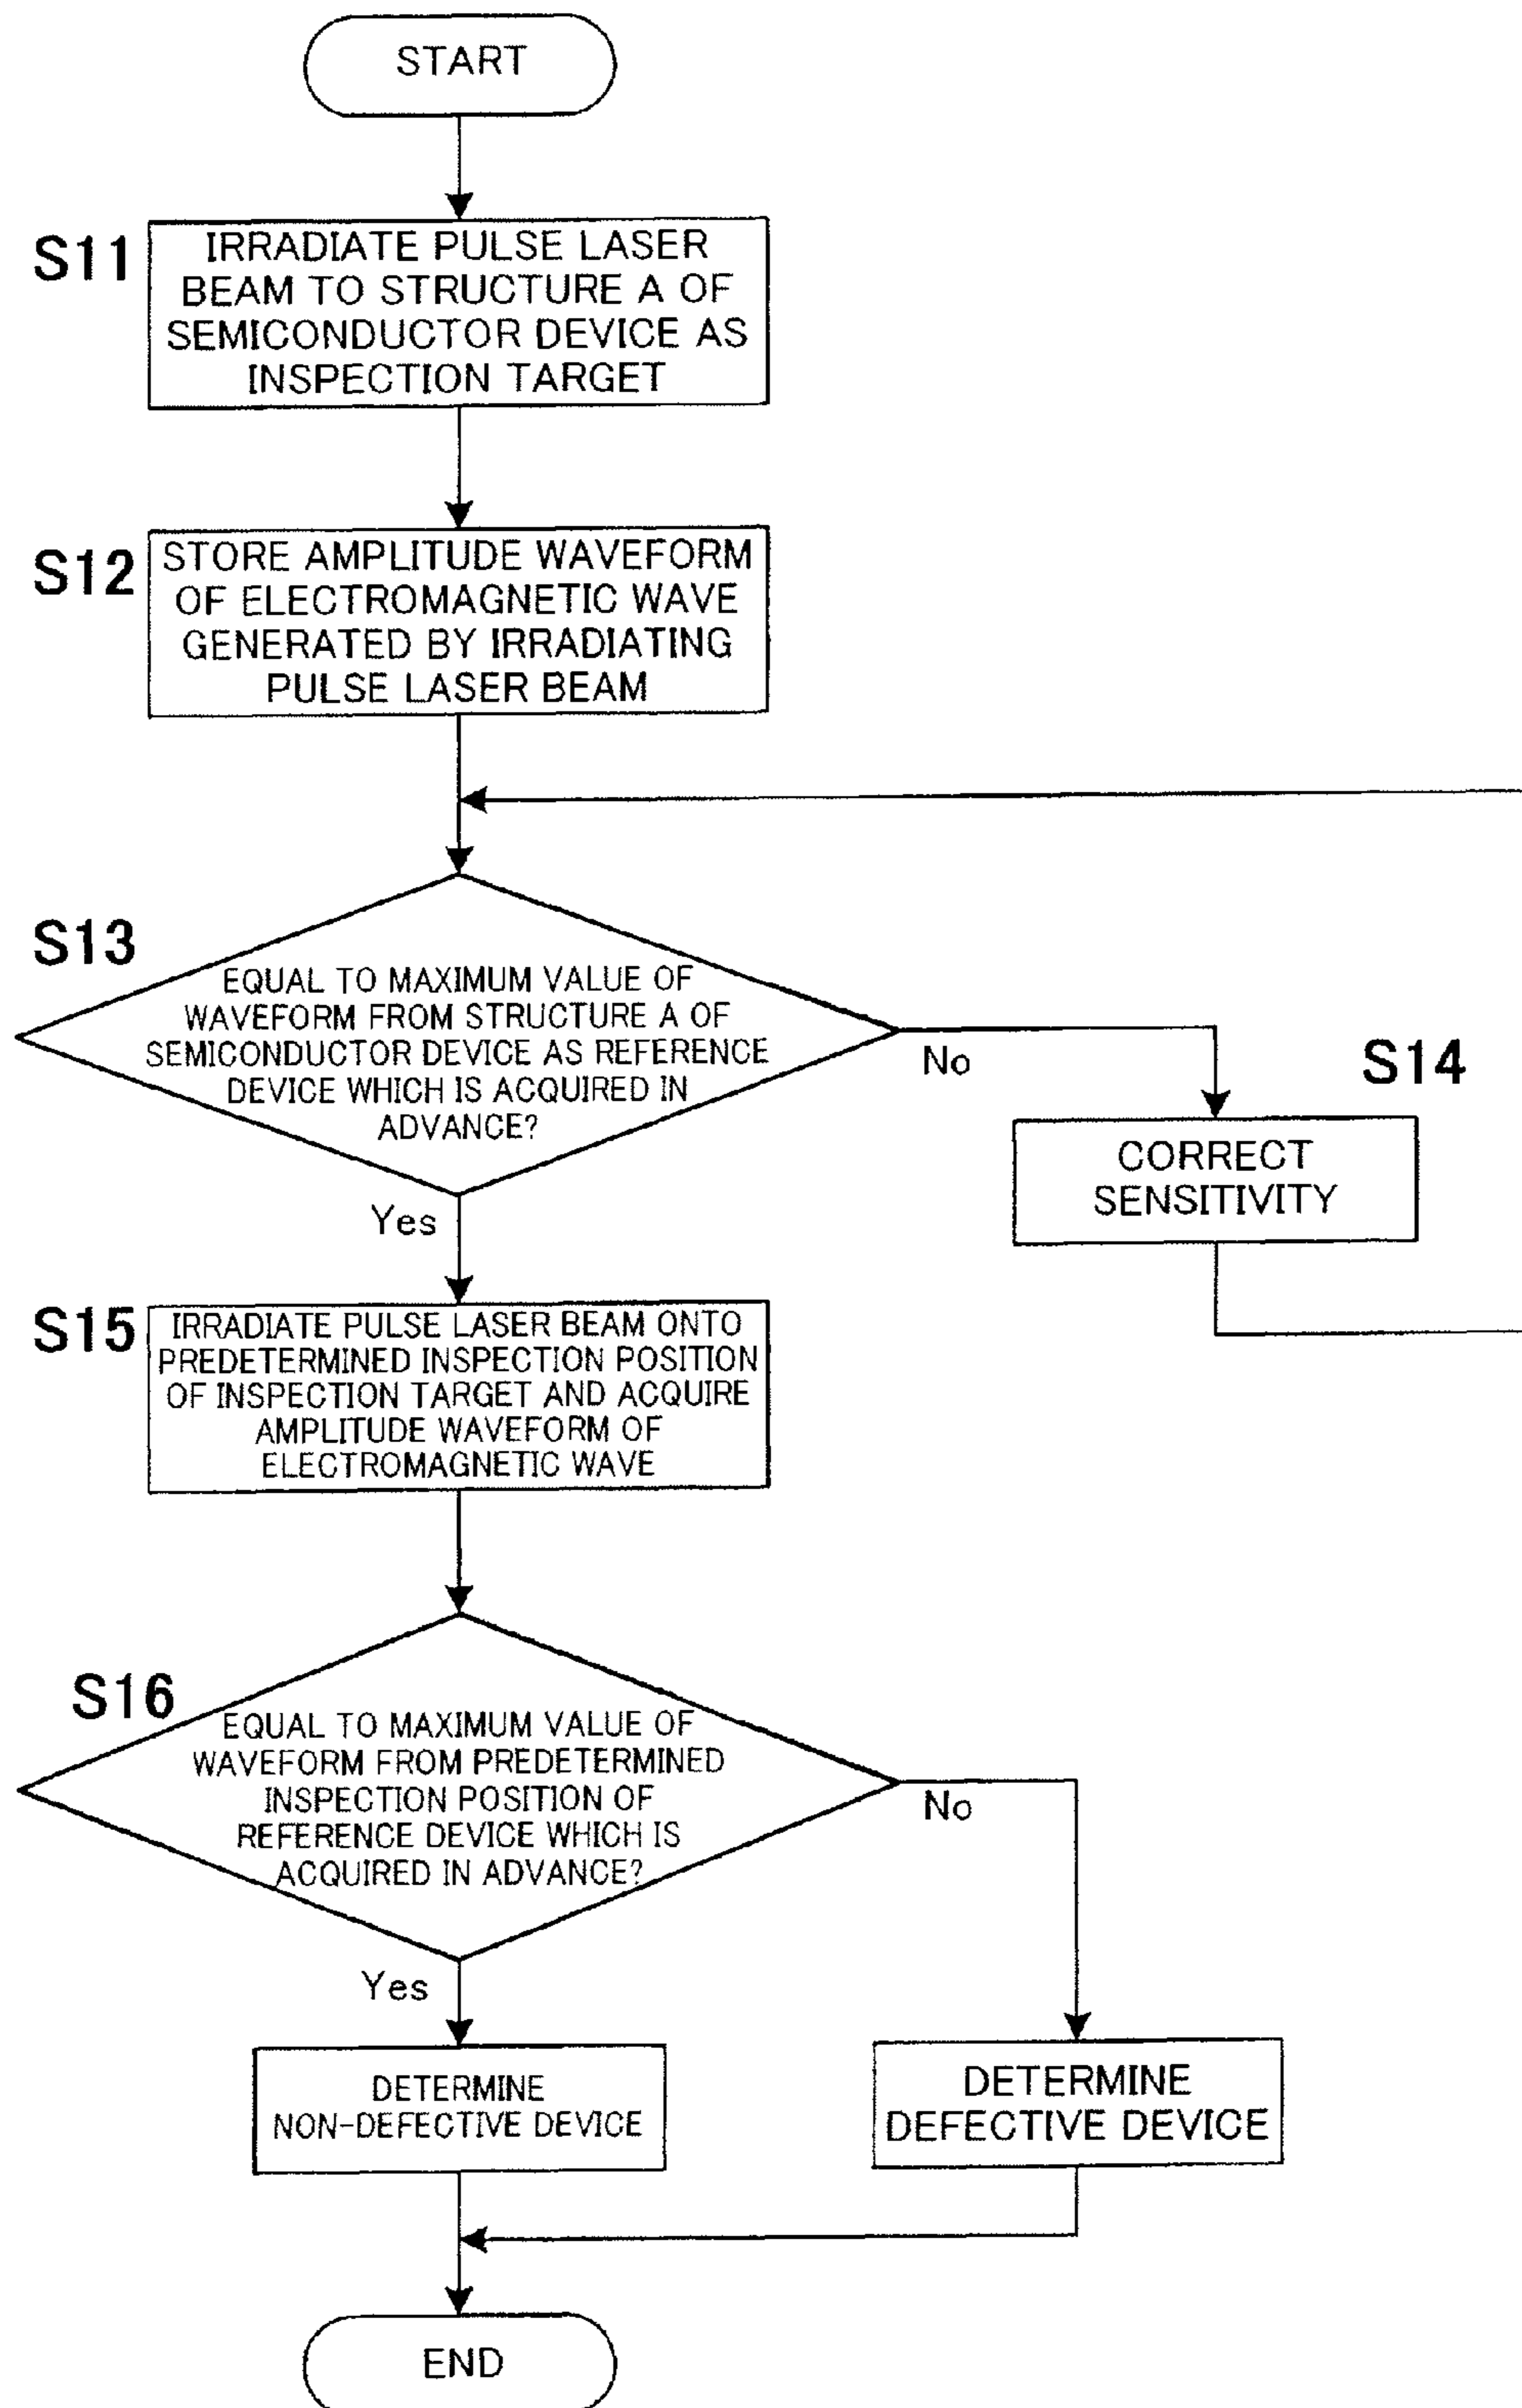 START
S11
IRRADIATE PULSE LASER
BEAM TO STRUCTURE A OF
SEMICONDUCTOR DEVICE AS
INSPECTION TARGET
S12
STORE AMPLITUDE WAVEFORM
OF ELECTROMAGNETIC WAVE
GENERATED BY IRRADIATING
PULSE LASER BEAM
S13
EQUAL TO MAXIMUM VALUE OF
WAVEFORM FROM STRUCTURE A OF
SEMICONDUCTOR DEVICE AS REFERENCE
DEVICE WHICH IS ACQUIRED IN
ADVANCE?
No
S14
CORRECT
SENSITIVITY
Yes
S15
IRRADIATE PULSE LASER BEAM ONTO
PREDETERMINED INSPECTION POSITION
OF INSPECTION TARGET AND ACQUIRE
AMPLITUDE WAVEFORM OF
ELECTROMAGNETIC WAVE
S16
EQUAL TO MAXIMUM VALUE OF
WAVEFORM FROM PREDETERMINED
INSPECTION POSITION OF
REFERENCE DEVICE WHICH IS
ACQUIRED IN ADVANCE?
No
Yes
DETERMINE
NON-DEFECTIVE DEVICE
DETERMINE
DEFECTIVE DEVICE
END